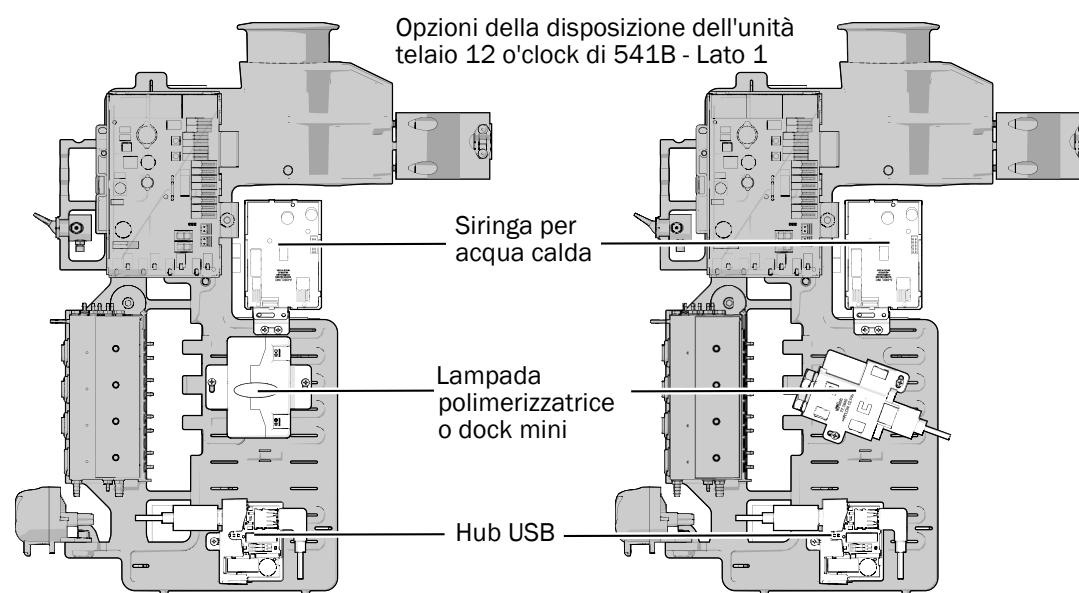 Opzioni della disposizione dell'unità
telaio 12 o'clock di 541B - Lato 1
Siringa per
acqua calda
Lampada
polimerizzatrice
o dock mini
Hub USB